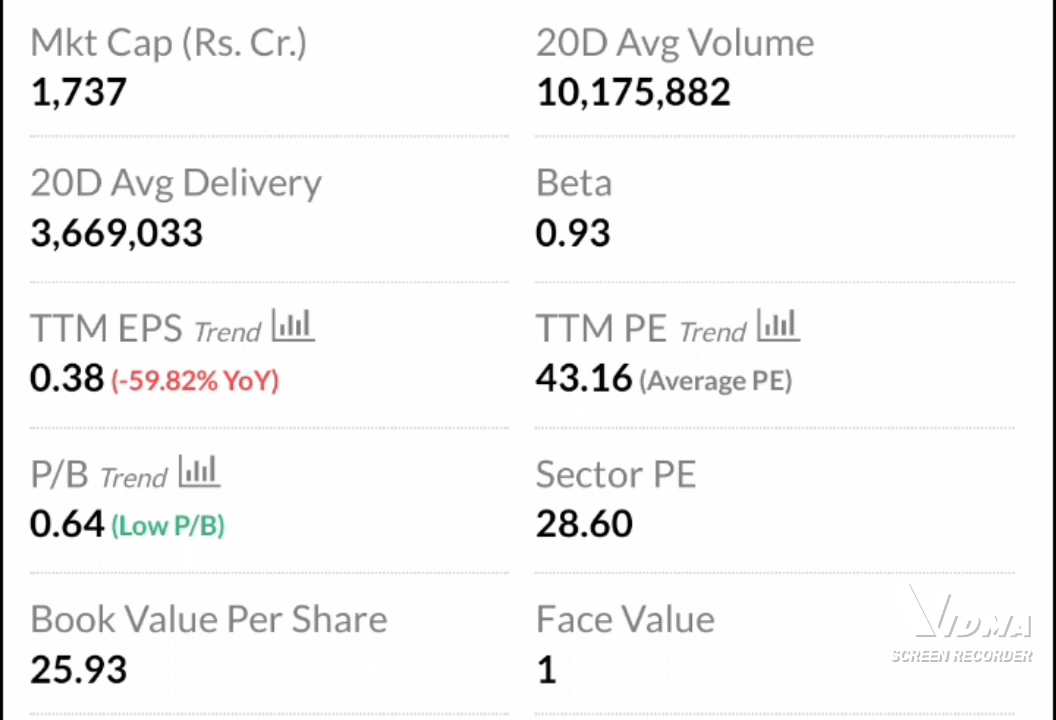 Mkt Cap (Rs. Cr.)
1,737
20D Avg Volume
10,175,882
20D Avg Delivery
3,669,033
Beta
0.93
TTM EPS Trend
0.38 (-59.82% YoY)
TTM PE Trend
43.16 (Average PE)
P/B Trend
0.64 (Low P/B)
Sector PE
28.60
Book Value Per Share
25.93
Face Value
1
VIDMA
SCREEN RECORDER